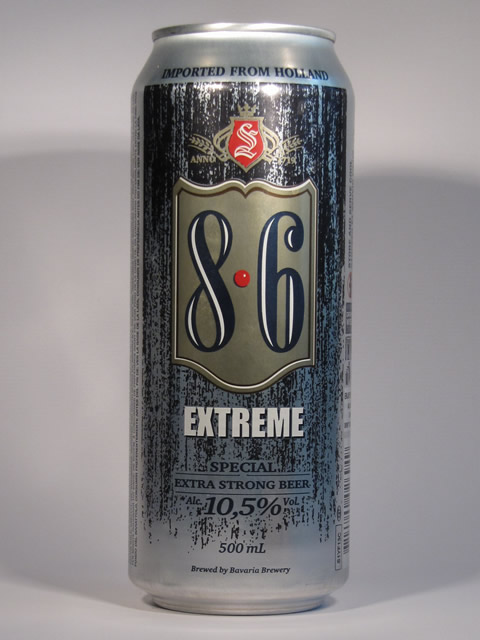 IMPORTED FROM HOLLAND
ANNO 1719
8·6
EXTREME
SPECIAL
EXTRA STRONG BEER
Alc. 10,5% Vol.
500 mL
Brewed by Bavaria Brewery